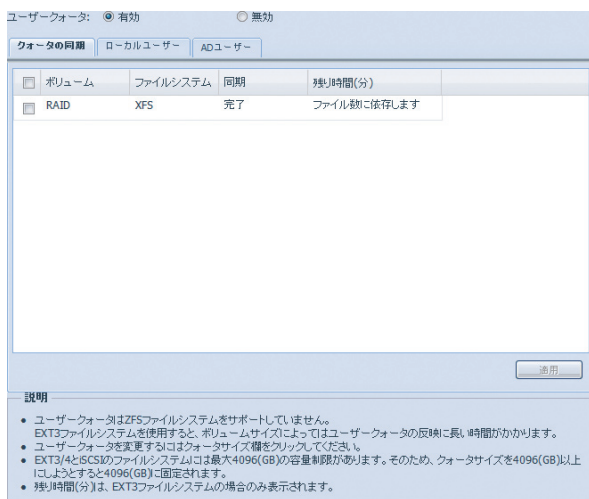 ユーザークォータ: 有効 無効
クォータの同期 ローカルユーザー ADユーザー
ボリューム ファイルシステム 同期 残り時間(分)
RAID XFS 完了 ファイル数に依存します
適用
説明
• ユーザークォータはZFSファイルシステムをサポートしていません。
EXT3ファイルシステムを使用すると、ボリュームサイズによってはユーザークォータの反映に長い時間がかかります。
• ユーザークォータを変更するにはクォータサイズ欄をクリックしてください。
• EXT3/4とiSCSIのファイルシステムには最大4096(GB)の容量制限があります。そのため、クォータサイズを4096(GB)以上
にしようとすると4096(GB)に固定されます。
• 残り時間(分)は、EXT3ファイルシステムの場合のみ表示されます。